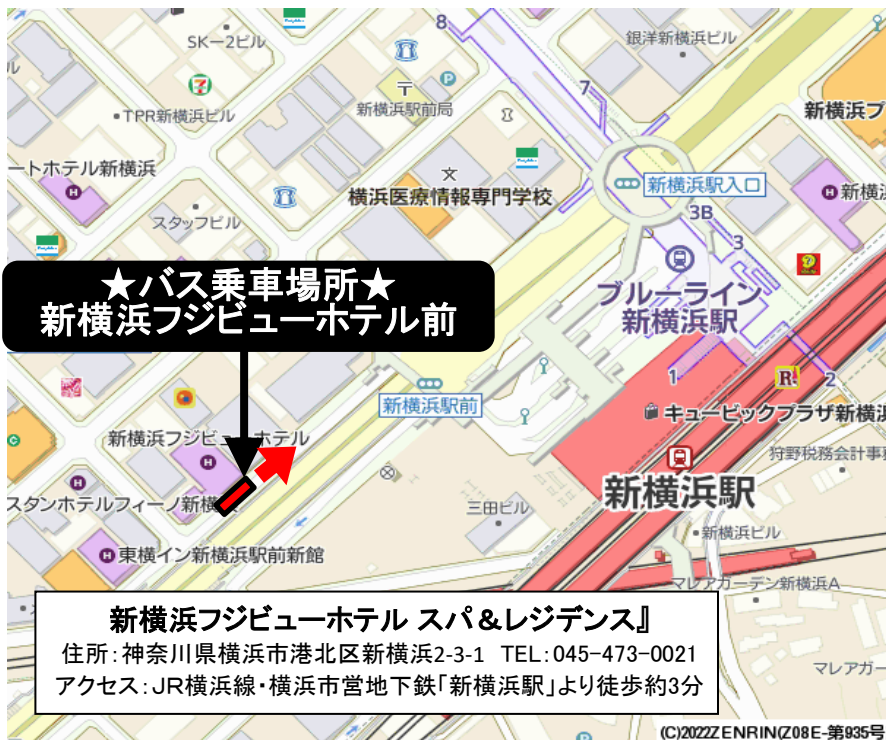 8
SK-2ビル
銀洋新横浜ビル
ル
7
〒
P
新横浜駅前局
TPR新横浜ビル
新横浜プ
文
ートホテル新横浜
H
横浜医療情報専門学校
新横浜駅入口
H
新横浜
スタッフビル
3B
3
★バス乗車場所★
新横浜フジビューホテル前
ブルーライン
新横浜駅
1
R!
2
新横浜駅前
キュービックプラザ新横浜
新横浜フジビューホテル
狩野税務会計事務
H
新横浜駅
スタンホテルフィーノ新横
三田ビル
新横浜ビル
H
東横イン新横浜駅前新館
マレアガーデン新横浜A
新横浜フジビューホテル スパ&レジデンス』
住所:神奈川県横浜市港北区新横浜2-3-1 TEL:045-473-0021
アクセス:JR横浜線・横浜市営地下鉄「新横浜駅」より徒歩約3分
マレアガー
P
(C)2022ZENRIN(Z08E-第935号